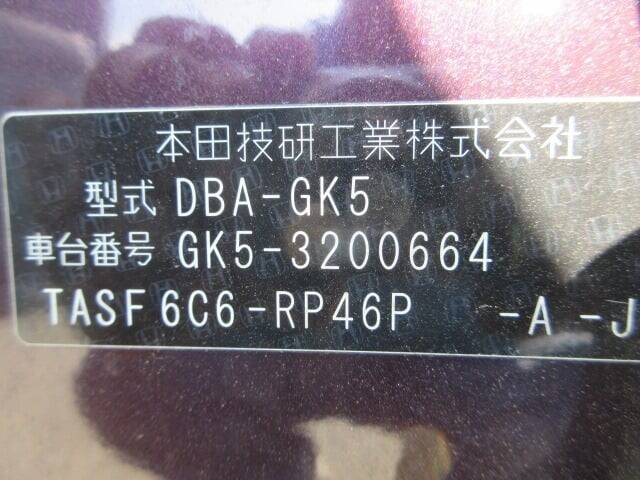 本田技研工業株式会社
型式 DBA-GK5
車台番号 GK5-3200664
TASF 6C6-RP46P -A -J